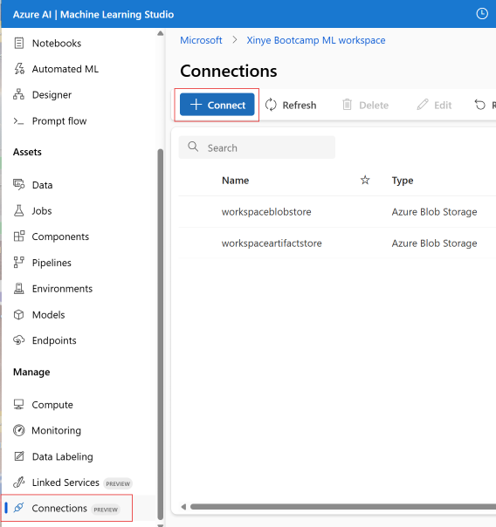 Azure AI | Machine Learning Studio
Notebooks
Automated ML
Designer
Prompt flow
Assets
Data
Jobs
Components
Pipelines
Environments
Models
Endpoints
Manage
Compute
Monitoring
Data Labeling
Linked Services PREVIEW
Connections PREVIEW
Microsoft > Xinye Bootcamp ML workspace
Connections
+ Connect Refresh Delete Edit R
Search
Name Type
workspaceblobstore Azure Blob Storage
workspaceartifactstore Azure Blob Storage